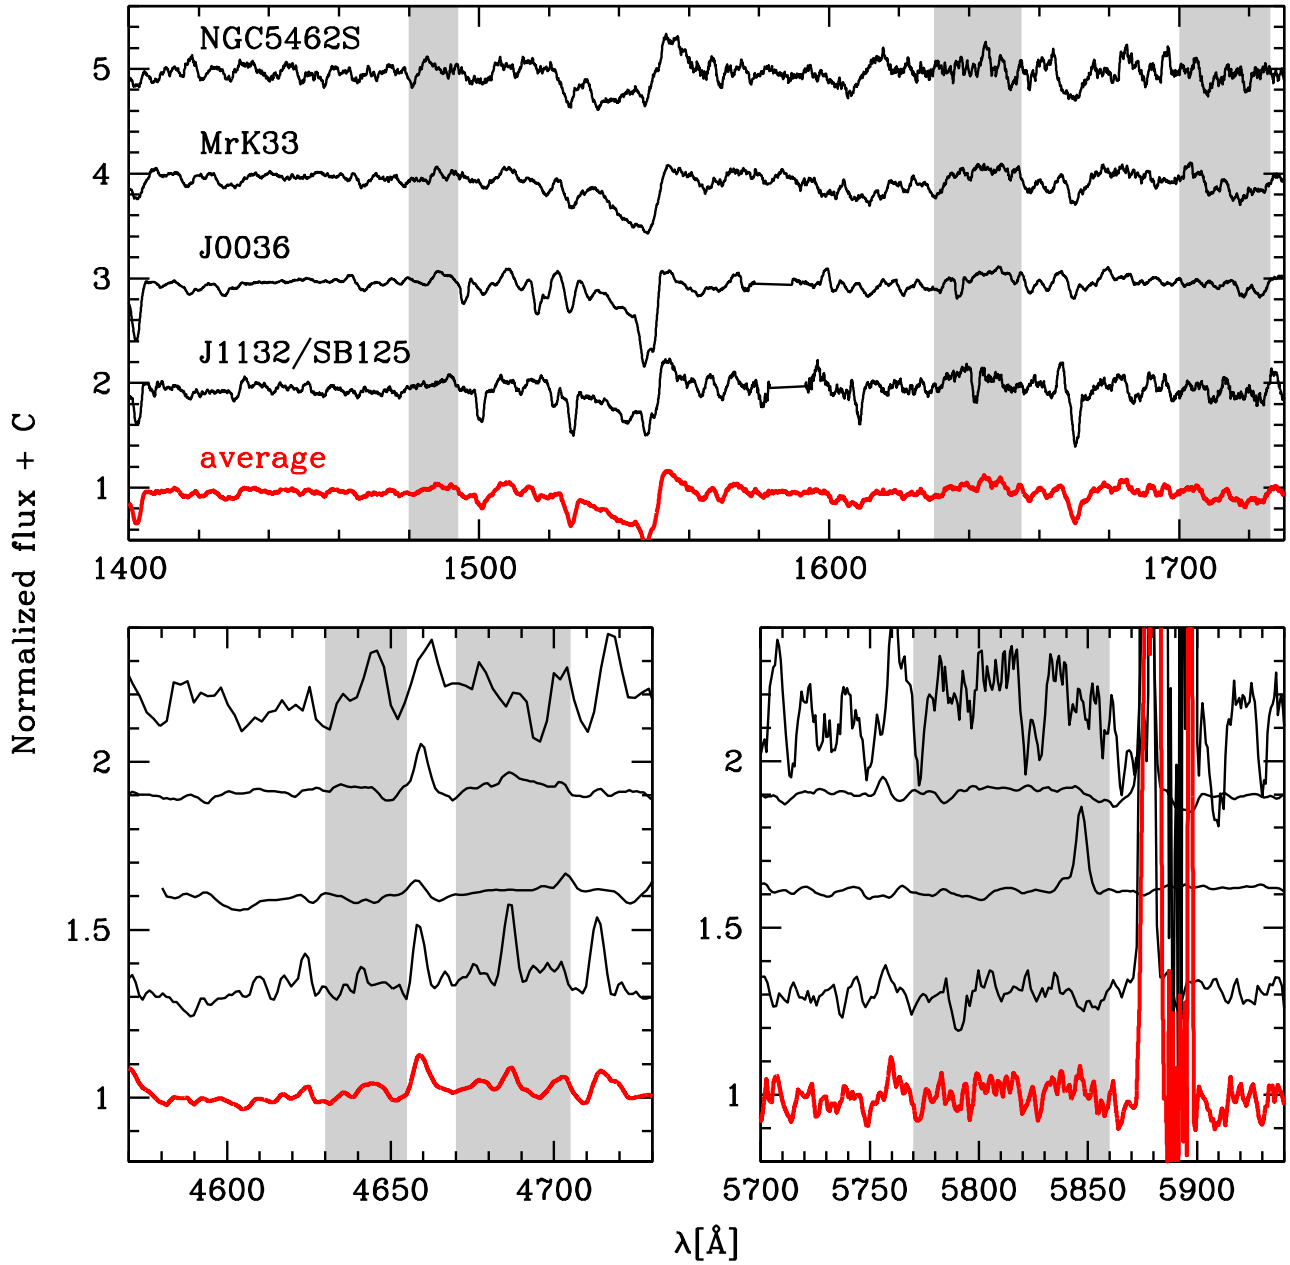 NGC5462S
5
MrK33
4
J0036
3
J1132/SB125
2
average
1
1400 1500 1600 1700
Normalized flux + C
2
1.5
1
4600 4650 4700
2
1.5
1
5700 5750 5800 5850 5900
λ[Å]